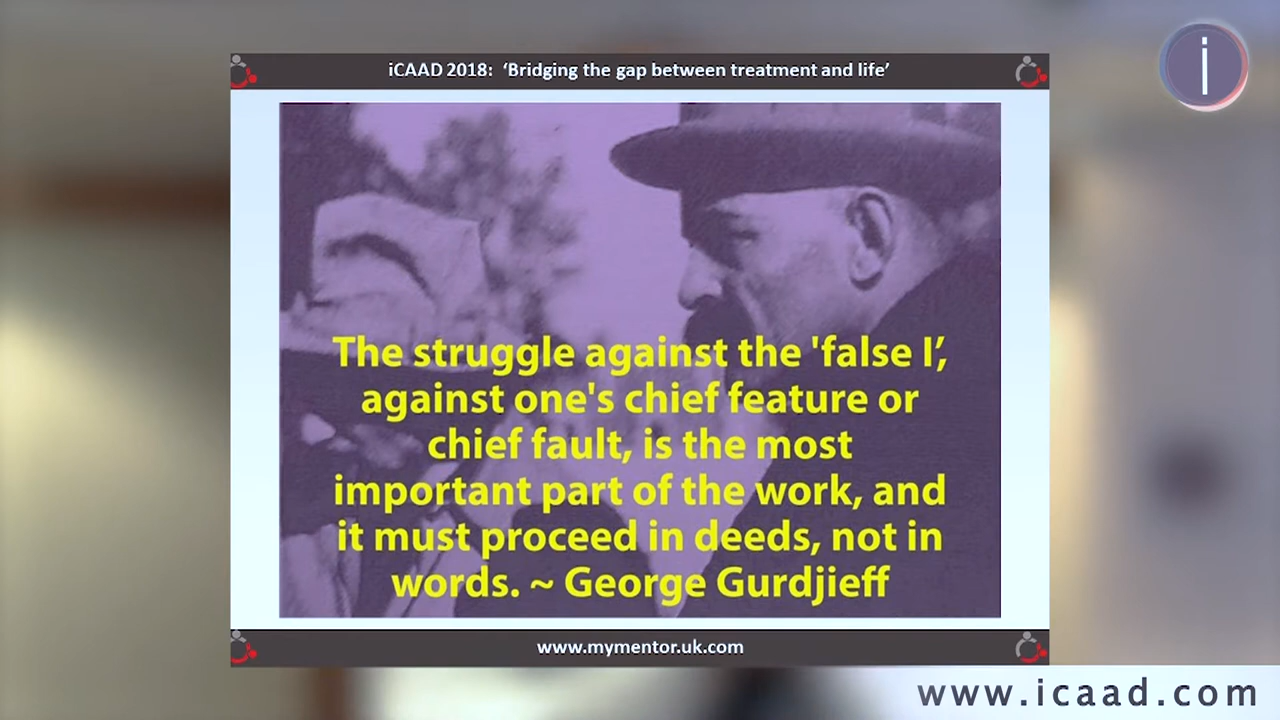 iCAAD 2018:  ‘Bridging the gap between treatment and life’
i
The struggle against the 'false I’,
against one's chief feature or
chief fault, is the most
important part of the work, and
it must proceed in deeds, not in
words. ~ George Gurdjieff
www.mymentor.uk.com
www.icaad.com